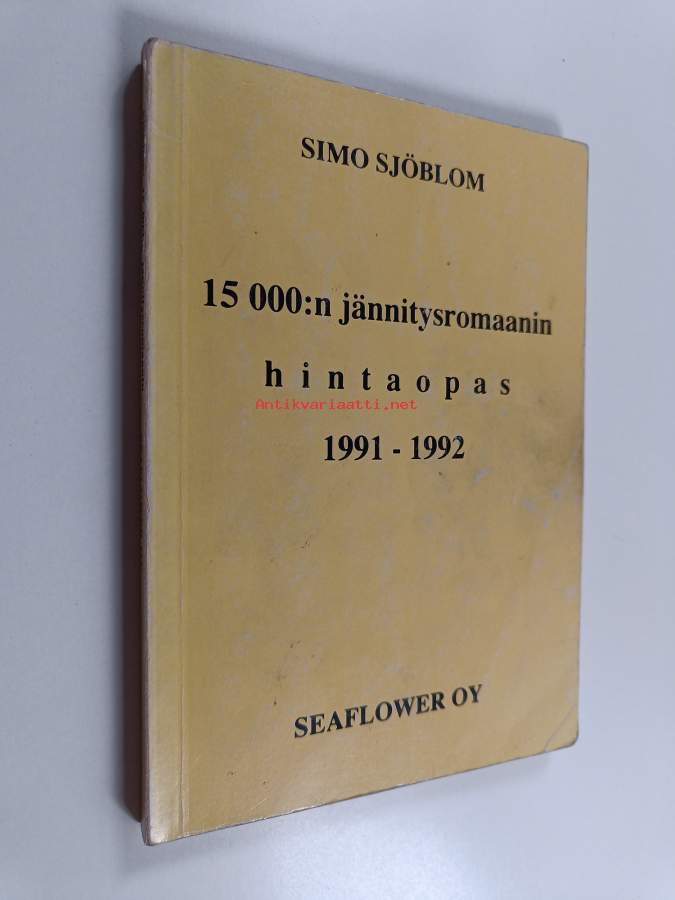 SIMO SJÖBLOM
15 000:n jännitysromaanin
hintaopas
Antikvariaatti.net
1991 - 1992
SEAFLOWER OY